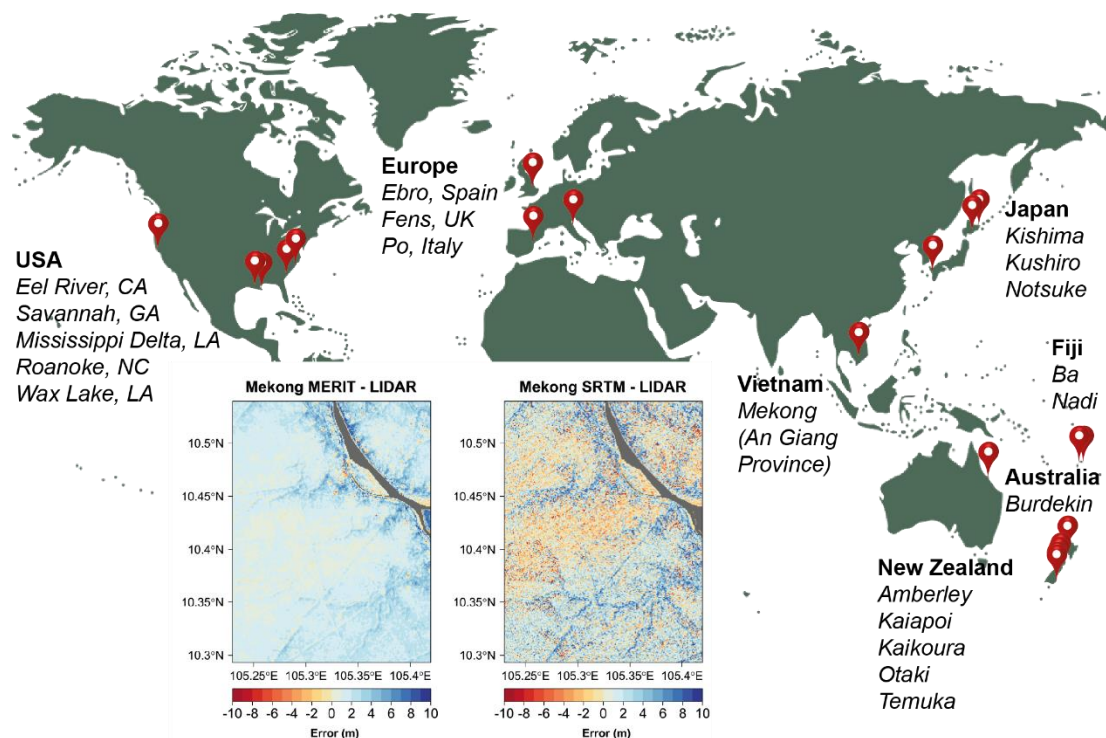 Europe
Ebro, Spain
Fens, UK
Po, Italy
USA
Eel River, CA
Savannah, GA
Mississippi Delta, LA
Roanoke, NC
Wax Lake, LA
Japan
Kishima
Kushiro
Notsuke
Fiji
Ba
Nadi
Vietnam
Mekong
(An Giang
Province)
Australia
Burdekin
New Zealand
Amberley
Kaiapoi
Kaikoura
Otaki
Temuka
Mekong MERIT - LIDAR
10.5°N
10.45°N
10.4°N
10.35°N
10.3°N
105.25°E 105.3°E 105.35°E 105.4°E
-10 -8 -6 -4 -2 0 2 4 6 8 10
Error (m)
Mekong SRTM - LIDAR
10.5°N
10.45°N
10.4°N
10.35°N
10.3°N
105.25°E 105.3°E 105.35°E 105.4°E
-10 -8 -6 -4 -2 0 2 4 6 8 10
Error (m)